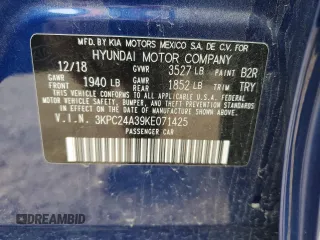 MFD. BY KIA MOTORS MEXICO S.A. DE C.V. FOR
HYUNDAI MOTOR COMPANY
12/18 GVWR 3527 LB PAINT B2R
GAWR FRONT 1940 LB GAWR REAR 1852 LB TRIM TRY
THIS VEHICLE CONFORMS TO ALL APPLICABLE U.S. FEDERAL
MOTOR VEHICLE SAFETY, BUMPER, AND THEFT PREVENTION
STANDARDS IN EFFECT ON THE DATE OF MANUFACTURE SHOWN ABOVE.
V.I.N. 3KPC24A39KE071425
PASSENGER CAR
DREAMBID